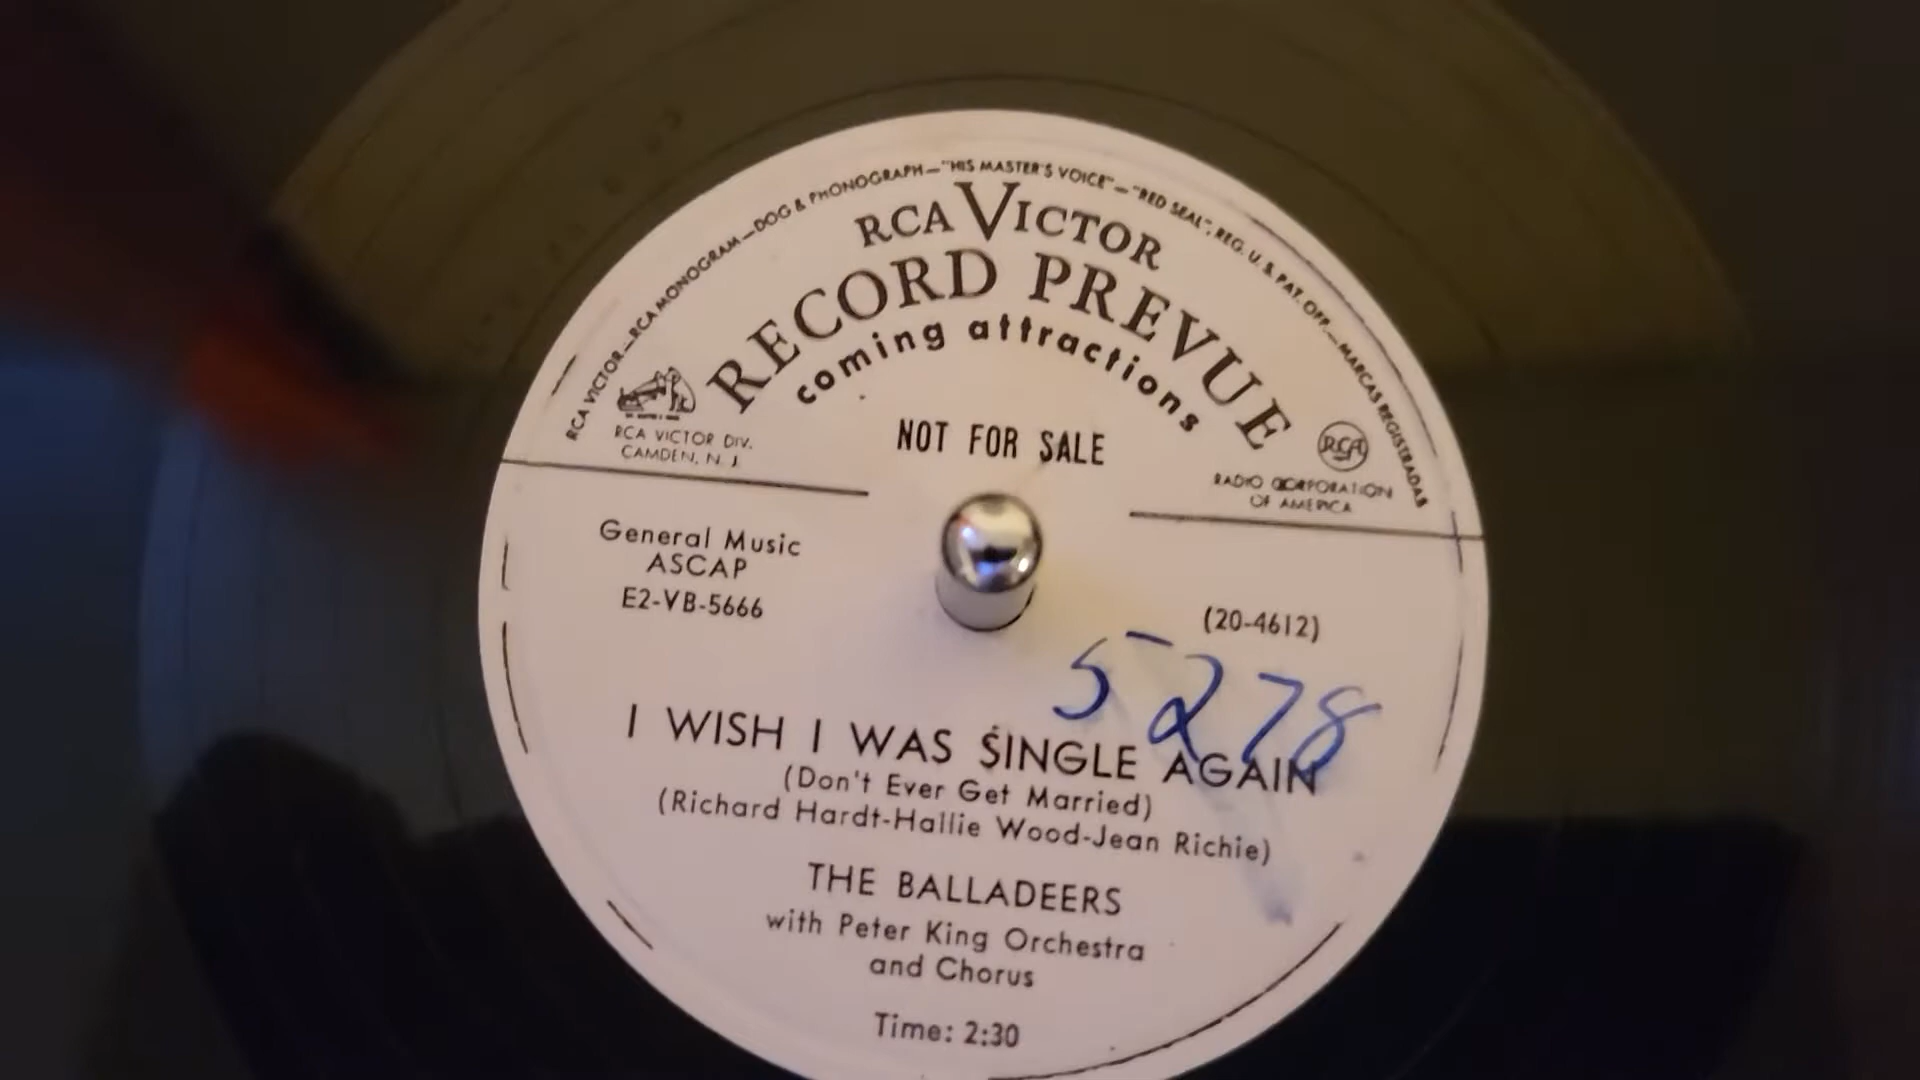 RCA VICTOR—RCA MONOGRAM—DOG & PHONOGRAPH—"HIS MASTER'S VOICE"—"RED SEAL", REG. U. S. PAT. OFF.—MARCAS REGISTRADAS
RCA VICTOR
RECORD PREVUE
coming attractions
NOT FOR SALE
RCA VICTOR DIV.
CAMDEN, N. J.
RCA
RADIO CORPORATION
OF AMERICA
General Music
ASCAP
E2-VB-5666
(20-4612)
5278
I WISH I WAS SINGLE AGAIN
(Don't Ever Get Married)
(Richard Hardt-Hallie Wood-Jean Richie)
THE BALLADEERS
with Peter King Orchestra
and Chorus
Time: 2:30